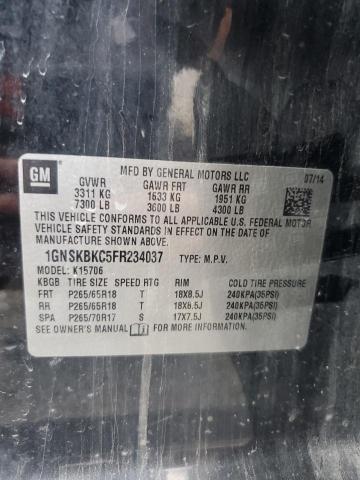 GM
MFD BY GENERAL MOTORS LLC 07/14
GVWR GAWR FRT GAWR RR
3311 KG 1633 KG 1951 KG
7300 LB 3600 LB 4300 LB
THIS VEHICLE CONFORMS TO ALL APPLICABLE U.S. FEDERAL MOTOR
VEHICLE SAFETY STANDARDS IN EFFECT ON THE DATE OF
MANUFACTURE SHOWN ABOVE.
1GNSKBKC5FR234037 TYPE: M.P.V.
MODEL: K15706
KBGB TIRE SIZE SPEED RTG RIM COLD TIRE PRESSURE
FRT P265/65R18 T 18X8.5J 240KPA(35PSI)
RR P265/65R18 T 18X8.5J 240KPA(35PSI)
SPA P265/70R17 S 17X7.5J 240KPA(35PSI)
SEE OWNER'S MANUAL FOR MORE INFORMATION.